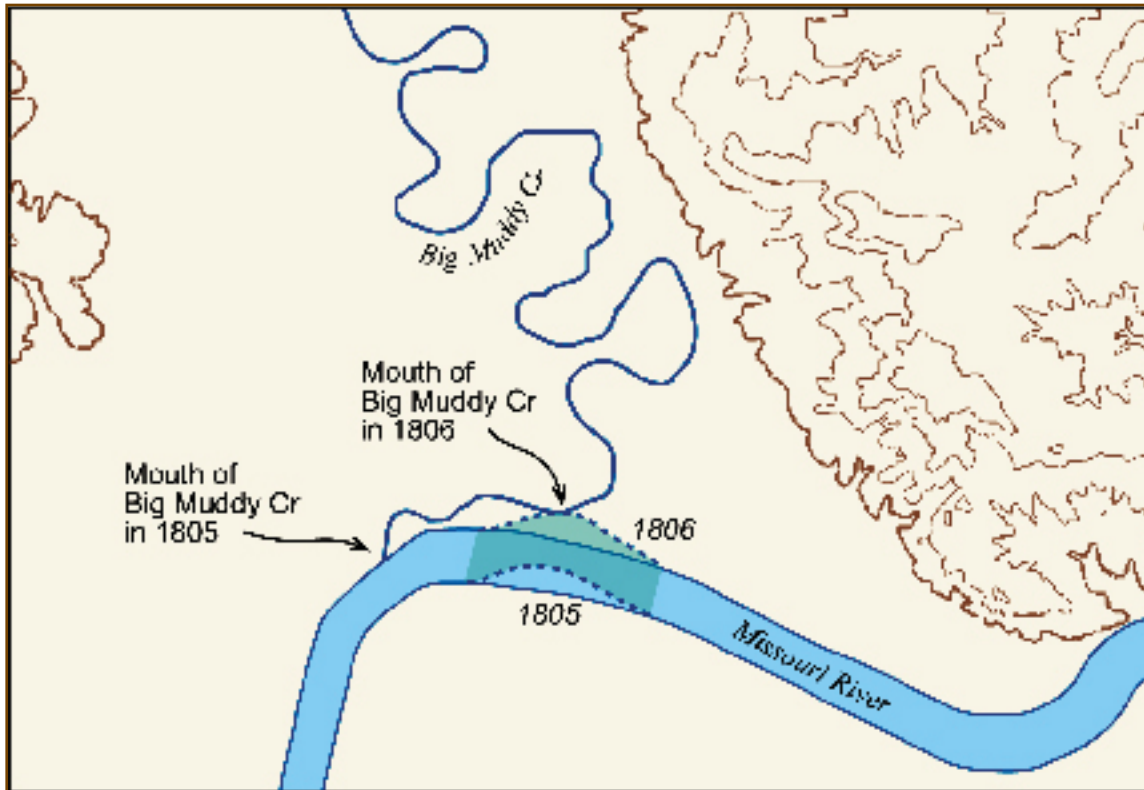 Big Muddy Cr
Mouth of
Big Muddy Cr
in 1806
Mouth of
Big Muddy Cr
in 1805
1806
1805
Missouri River